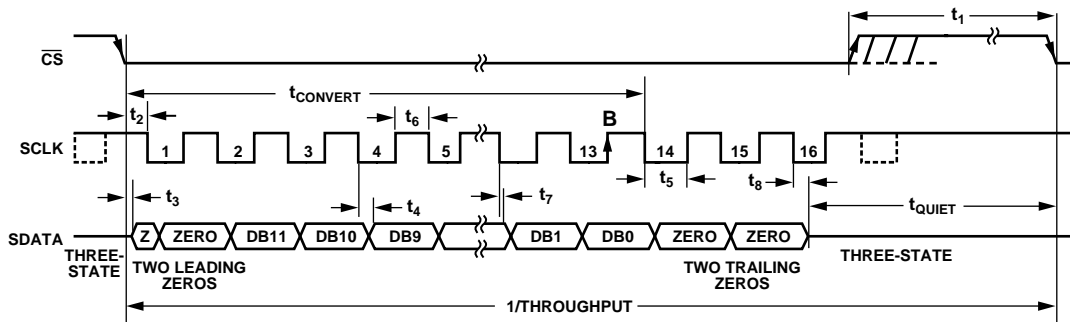 t1
CS
tCONVERT
t2
t6
B
SCLK
1 2 3 4 5 13 14 15 16
t5
t8
t3
t4
t7
tQUIET
SDATA
Z ZERO DB11 DB10 DB9 DB1 DB0 ZERO ZERO
THREE-
STATE
TWO LEADING
ZEROS
TWO TRAILING
ZEROS
THREE-STATE
1/THROUGHPUT